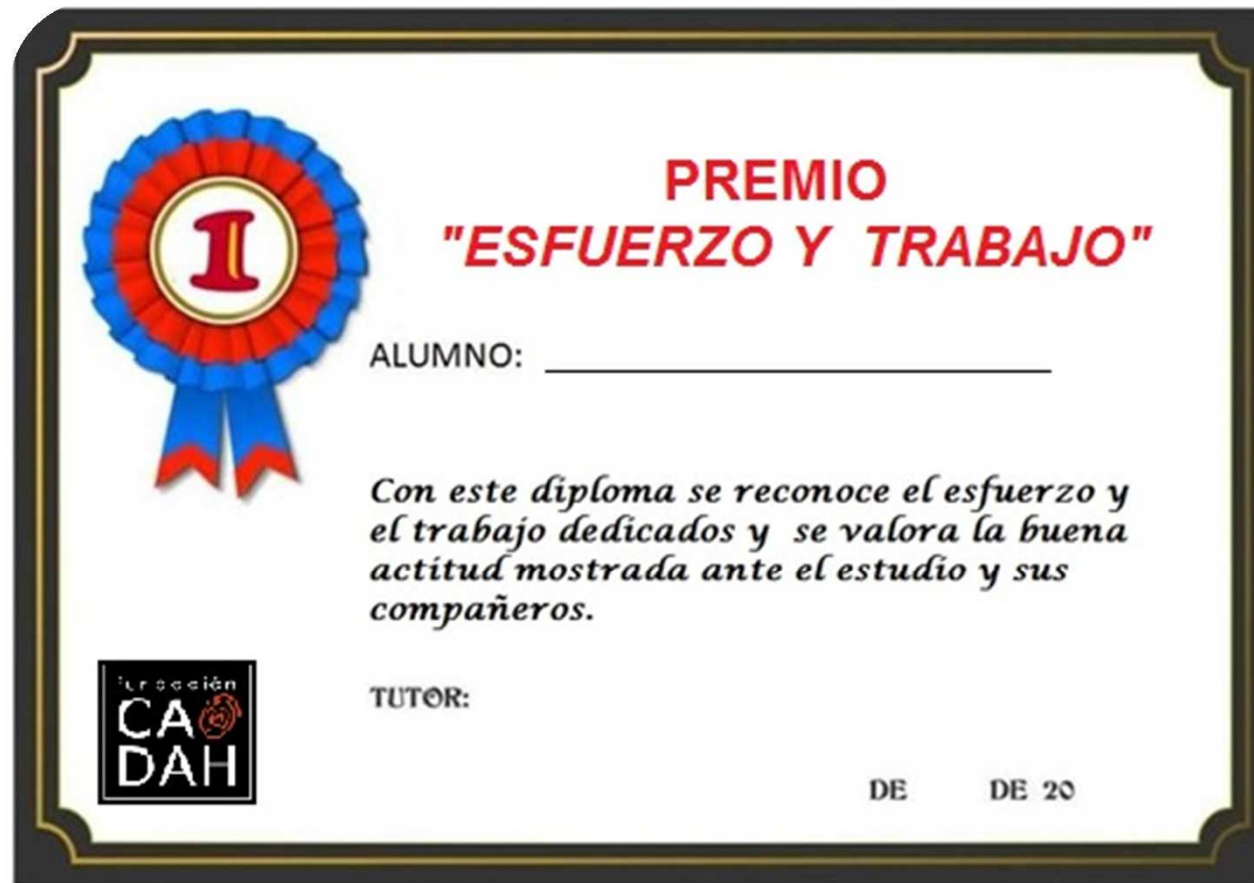 1
PREMIO
"ESFUERZO Y TRABAJO"
ALUMNO:
Con este diploma se reconoce el esfuerzo y
el trabajo dedicados y se valora la buena
actitud mostrada ante el estudio y sus
compañeros.
fundación
CA
DAH
TUTOR:
DE DE 20